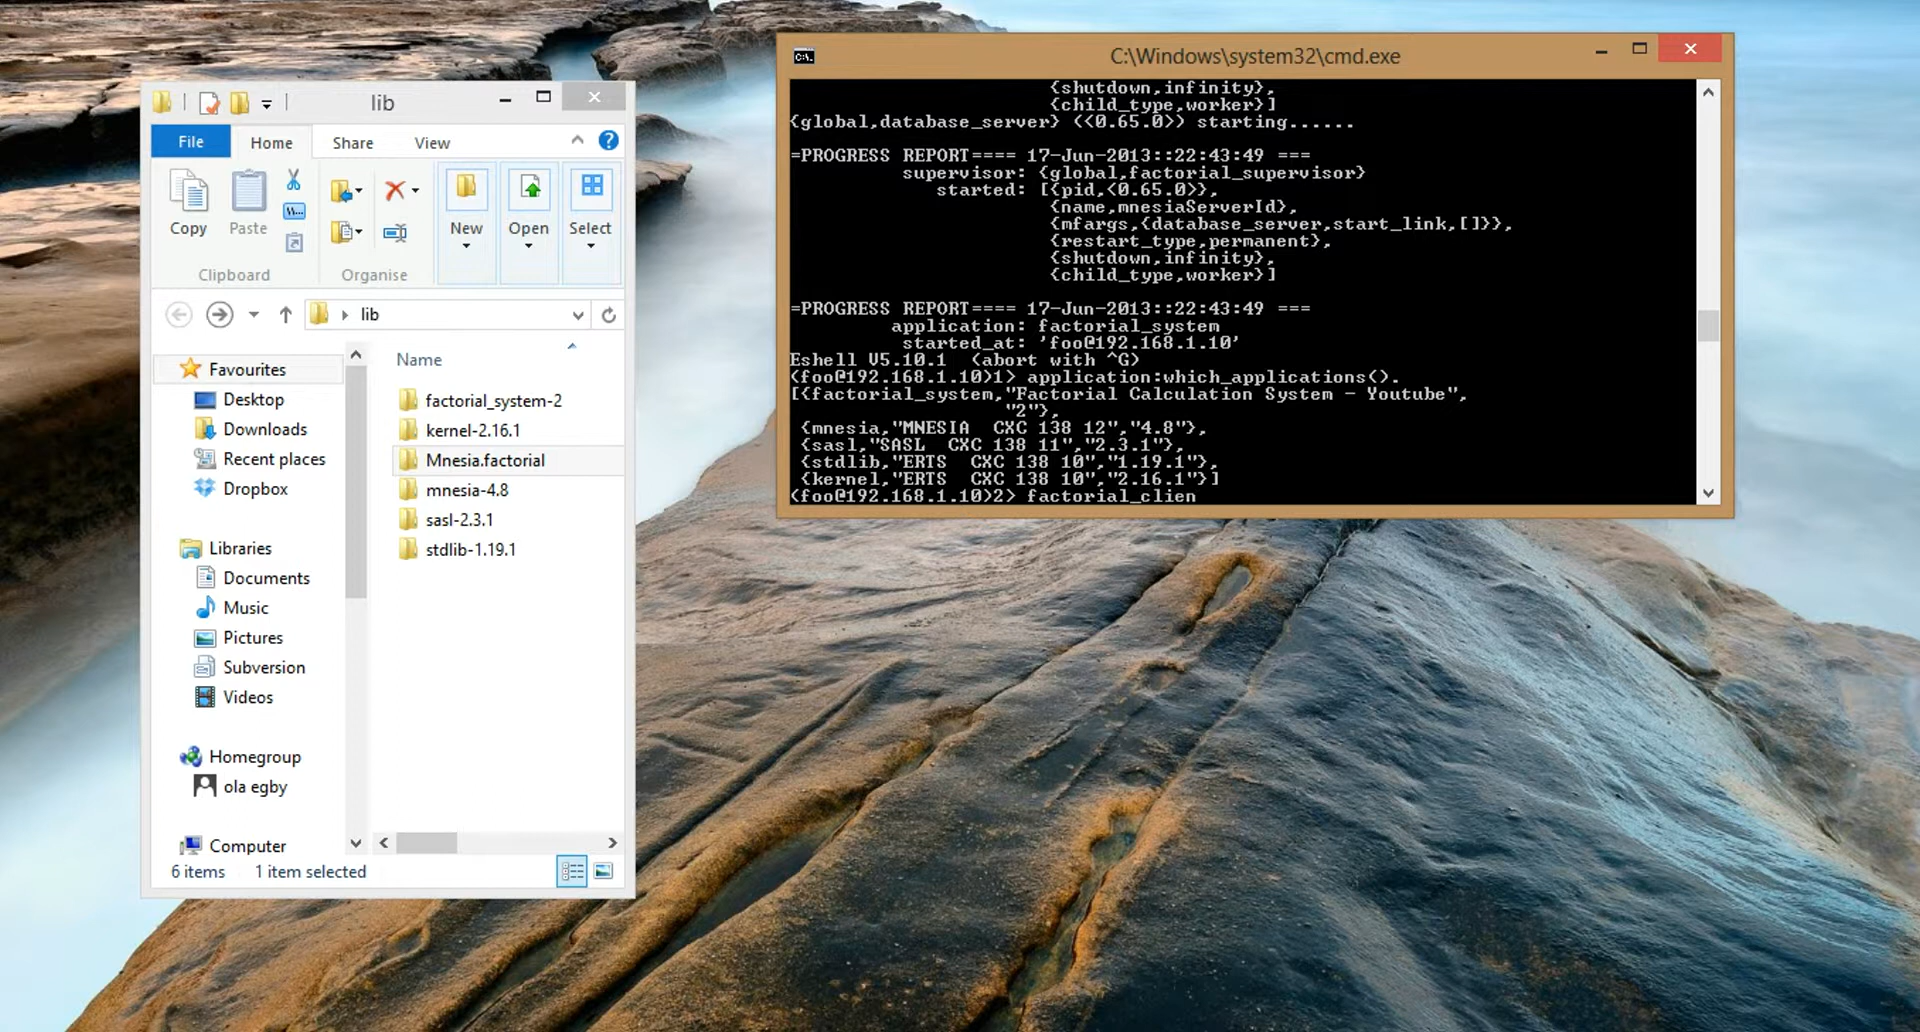 lib
File
Home
Share
View
Copy
Paste
New
Open
Select
Clipboard
Organise
lib
Favourites
Desktop
Downloads
Recent places
Dropbox
Libraries
Documents
Music
Pictures
Subversion
Videos
Homegroup
ola egby
Computer
Name
factorial_system-2
kernel-2.16.1
Mnesia.factorial
mnesia-4.8
sasl-2.3.1
stdlib-1.19.1
6 items
1 item selected
C:\Windows\system32\cmd.exe
{shutdown,infinity},
{child_type,worker}]
{global,database_server} (<0.65.0>) starting......
=PROGRESS REPORT==== 17-Jun-2013::22:43:49 ===
supervisor: {global,factorial_supervisor}
started: [{pid,<0.65.0>},
{name,mnesiaServerId},
{mfargs,{database_server,start_link,[]}},
{restart_type,permanent},
{shutdown,infinity},
{child_type,worker}]
=PROGRESS REPORT==== 17-Jun-2013::22:43:49 ===
application: factorial_system
started_at: 'foo@192.168.1.10'
Eshell V5.10.1  (abort with ^G)
(foo@192.168.1.10)1> application:which_applications().
[{factorial_system,"Factorial Calculation System - Youtube",
"2"},
{mnesia,"MNESIA  CXC 138 12","4.8"},
{sasl,"SASL  CXC 138 11","2.3.1"},
{stdlib,"ERTS  CXC 138 10","1.19.1"},
{kernel,"ERTS  CXC 138 10","2.16.1"}]
(foo@192.168.1.10)2> factorial_clien